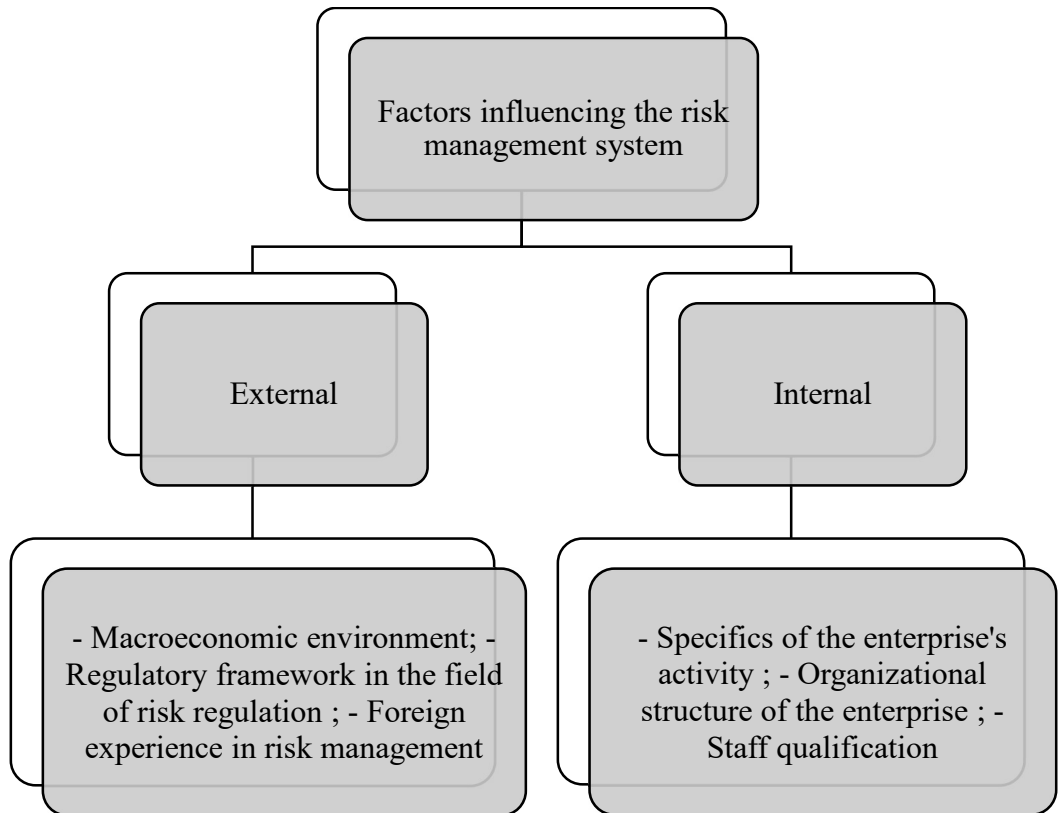 Factors influencing the risk
management system
External
Internal
- Macroeconomic environment; -
Regulatory framework in the field
of risk regulation ; - Foreign
experience in risk management
- Specifics of the enterprise's
activity ; - Organizational
structure of the enterprise ; -
Staff qualification